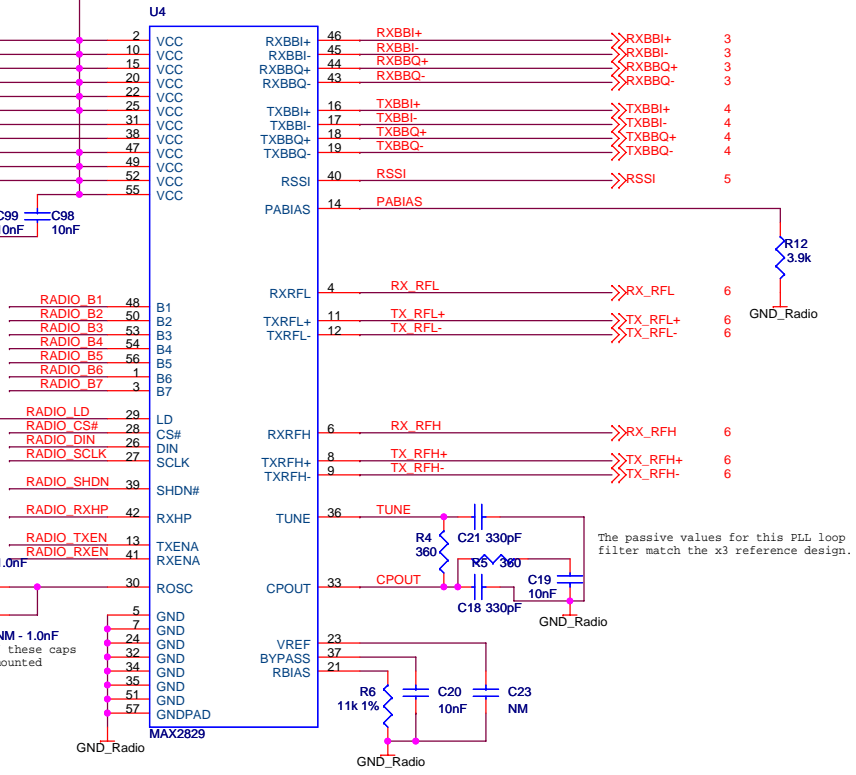 U4
2 VCC RXBBI+ 46 RXBBI+ RXBBI+ 3
10 VCC RXBBI- 45 RXBBI- RXBBI- 3
15 VCC RXBBQ+ 44 RXBBQ+ RXBBQ+ 3
20 VCC RXBBQ- 43 RXBBQ- RXBBQ- 3
22 VCC
25 VCC TXBBI+ 16 TXBBI+ TXBBI+ 4
31 VCC TXBBI- 17 TXBBI- TXBBI- 4
38 VCC TXBBQ+ 18 TXBBQ+ TXBBQ+ 4
47 VCC TXBBQ- 19 TXBBQ- TXBBQ- 4
49 VCC
52 VCC RSSI 40 RSSI RSSI 5
55 VCC
PABIAS 14 PABIAS
C99 C98
0nF 10nF
R12
3.9k
GND_Radio
RXRFL 4 RX_RFL RX_RFL 6
RADIO_B1 48 B1
RADIO_B2 50 B2 TXRFL+ 11 TX_RFL+ TX_RFL+ 6
RADIO_B3 53 B3 TXRFL- 12 TX_RFL- TX_RFL- 6
RADIO_B4 54 B4
RADIO_B5 56 B5
RADIO_B6 1 B6
RADIO_B7 3 B7
RADIO_LD 29 LD
RADIO_CS# 28 CS# RXRFH 6 RX_RFH RX_RFH 6
RADIO_DIN 26 DIN
RADIO_SCLK 27 SCLK TXRFH+ 8 TX_RFH+ TX_RFH+ 6
TXRFH- 9 TX_RFH- TX_RFH- 6
RADIO_SHDN 39 SHDN#
RADIO_RXHP 42 RXHP TUNE 36 TUNE
RADIO_TXEN 13 TXENA
RADIO_RXEN 41 RXENA
R4
360
C21 330pF
The passive values for this PLL loop
filter match the x3 reference design.
R5 360
.0nF
C19
10nF
30 ROSC CPOUT 33 CPOUT
C18 330pF
GND_Radio
5 GND
7 GND
24 GND VREF 23
32 GND BYPASS 37
34 GND RBIAS 21
35 GND
51 GND
57 GNDPAD
NM - 1.0nF
these caps
ounted
R6
11k 1%
C20
10nF
C23
NM
MAX2829
GND_Radio
GND_Radio